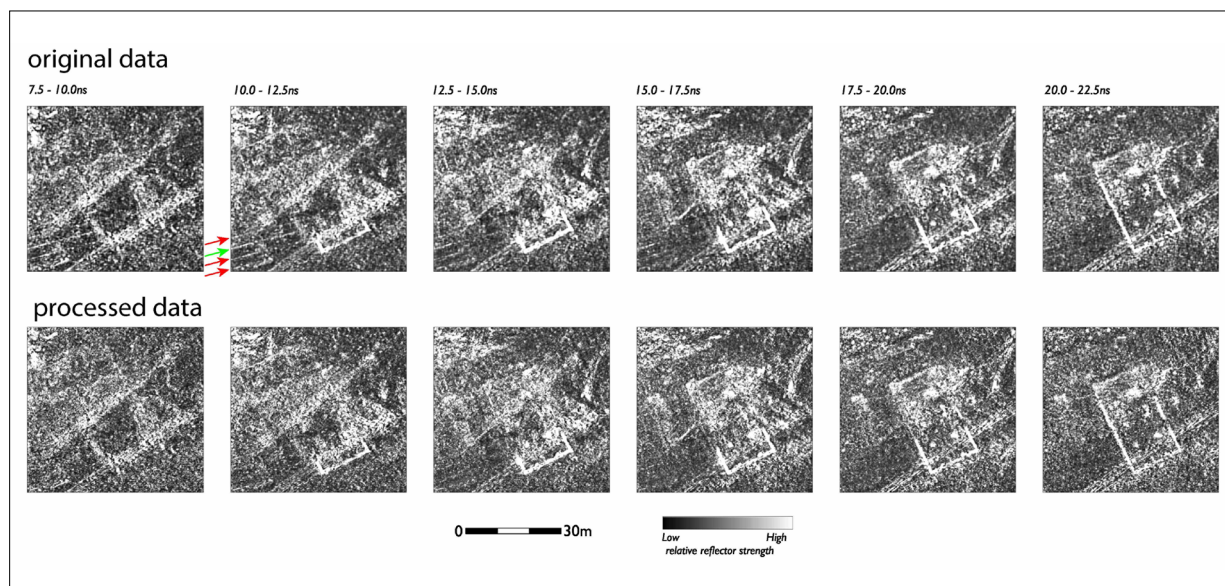 original data
7.5 - 10.0ns
10.0 - 12.5ns
12.5 - 15.0ns
15.0 - 17.5ns
17.5 - 20.0ns
20.0 - 22.5ns
processed data
0 30m
Low High
relative reflector strength